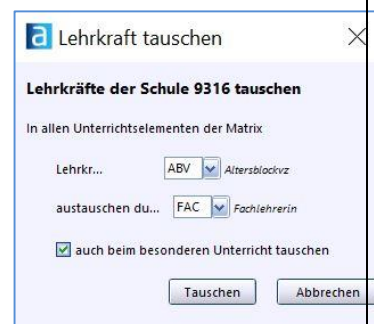 Lehrkraft tauschen
Lehrkräfte der Schule 9316 tauschen
In allen Unterrichtselementen der Matrix
Lehrkr... ABV Altersblockvz
austauschen du... FAC Fachlehrerin
auch beim besonderen Unterricht tauschen
Tauschen Abbrechen